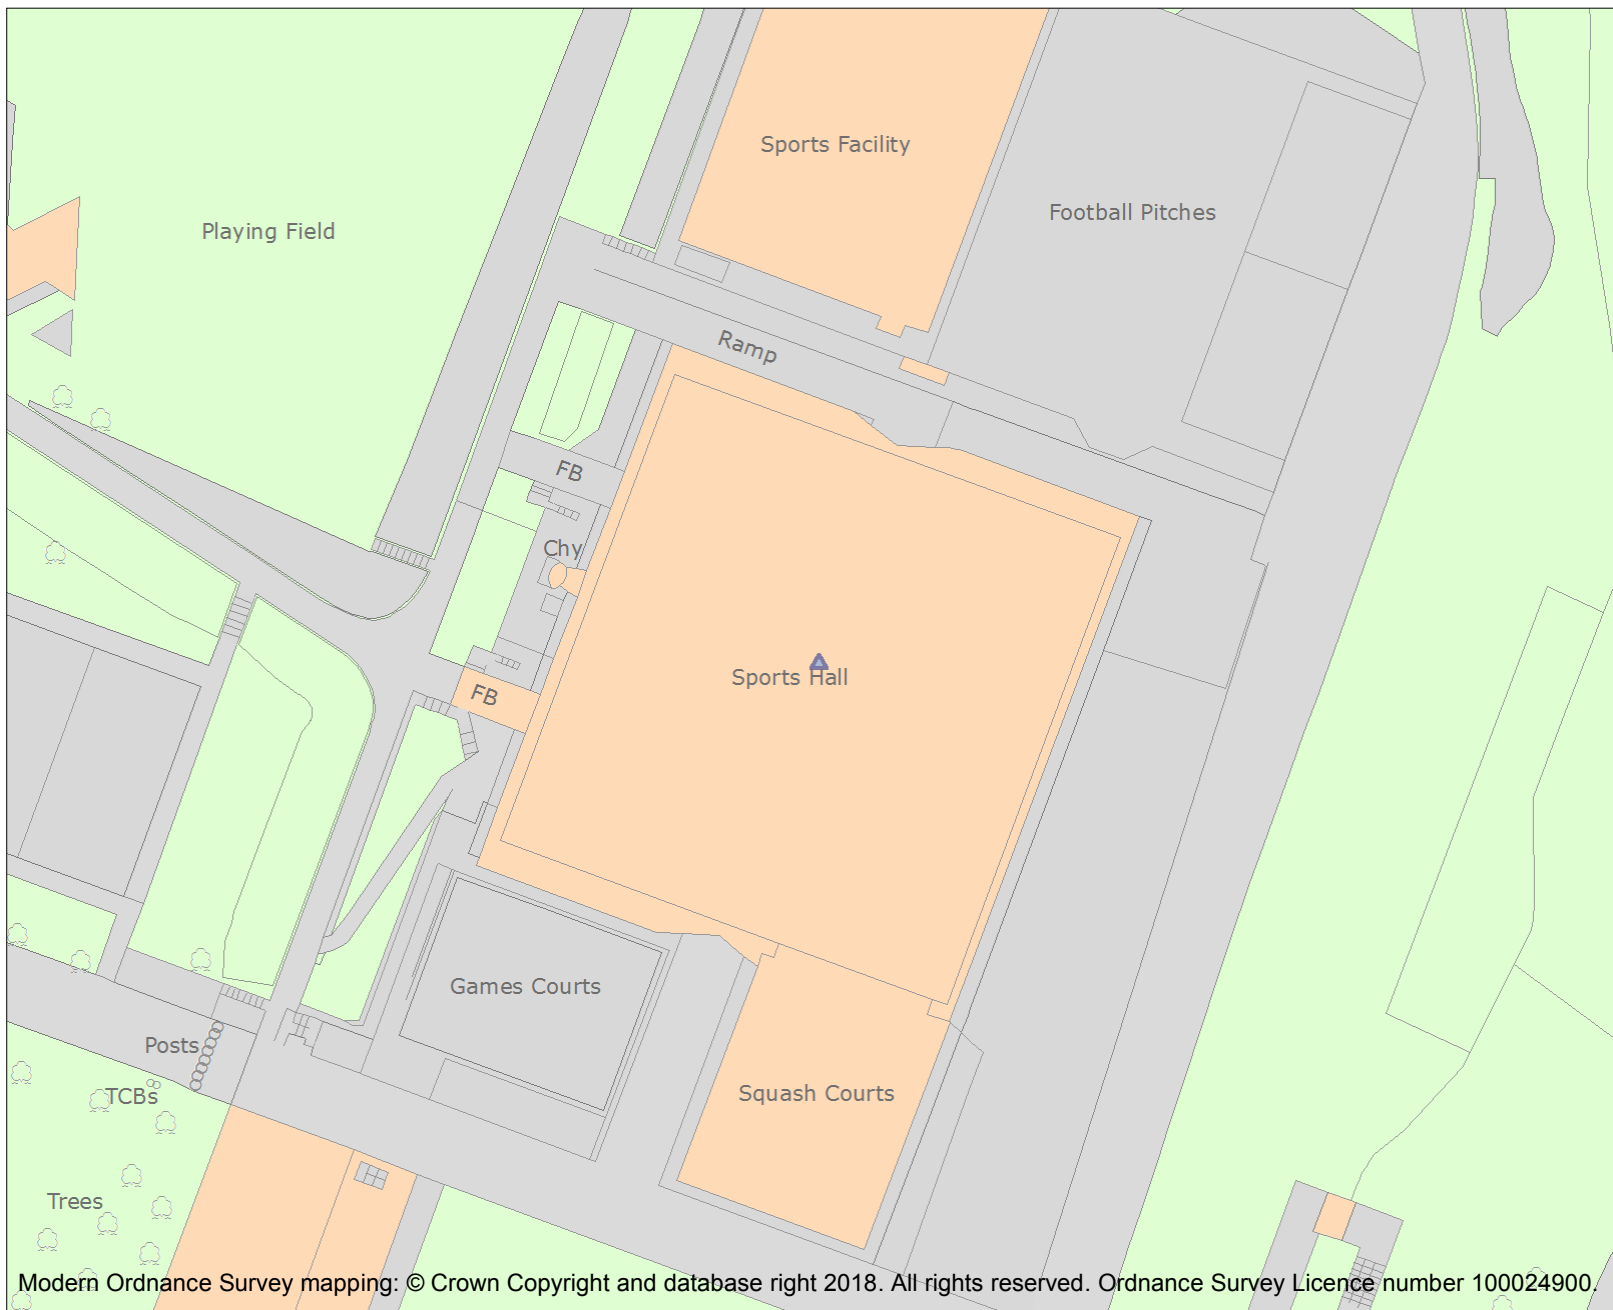 Sports Facility
Football Pitches
Playing Field
Ramp
FB
Chy
Sports Hall
FB
Games Courts
Posts
TCBs
Squash Courts
Trees
Modern Ordnance Survey mapping: © Crown Copyright and database right 2018. All rights reserved. Ordnance Survey Licence number 100024900.